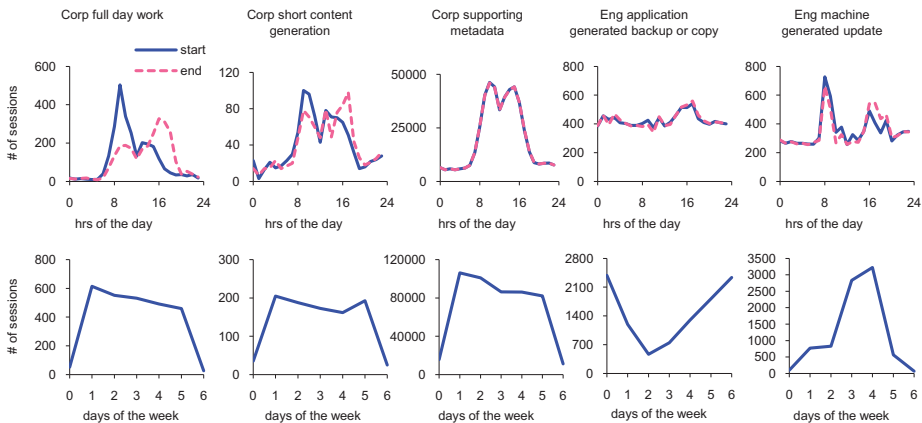 Corp full day work
Corp short content
generation
Corp supporting
metadata
Eng application
generated backup or copy
Eng machine
generated update
start
end
# of sessions
600
400
200
0
0 8 16 24
hrs of the day
120
80
40
0
0 8 16 24
hrs of the day
50000
25000
0
0 8 16 24
hrs of the day
800
600
400
200
0
0 8 16 24
hrs of the day
800
600
400
200
0
0 8 16 24
hrs of the day
# of sessions
800
600
400
200
0
0 1 2 3 4 5 6
days of the week
300
200
100
0
0 1 2 3 4 5 6
days of the week
120000
80000
40000
0
0 1 2 3 4 5 6
days of the week
2800
2100
1400
700
0
0 1 2 3 4 5 6
days of the week
3500
3000
2500
2000
1500
1000
500
0
0 1 2 3 4 5 6
days of the week